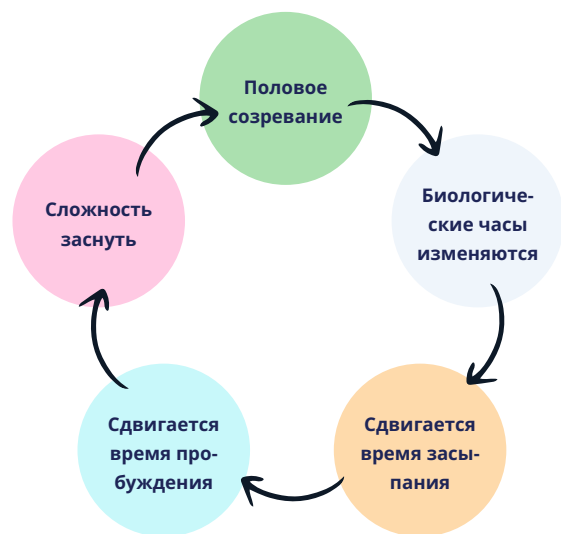 Половое
созревание
Биологиче-
ские часы
изменяются
Сдвигается
время засы-
пания
Сдвигается
время про-
буждения
Сложность
заснуть